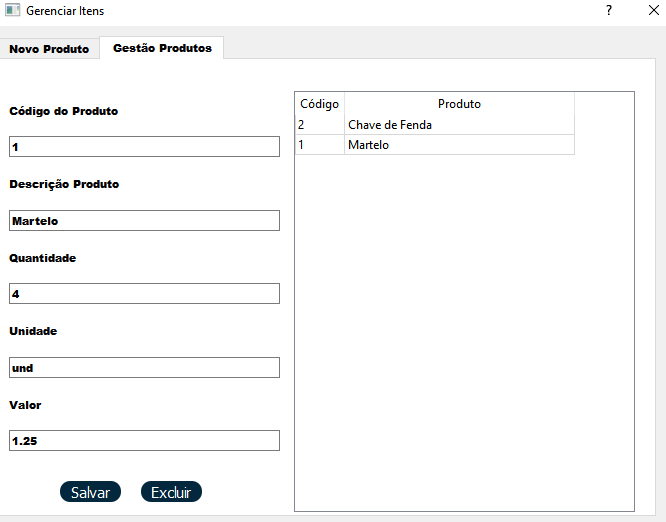 Gerenciar Itens ?
Novo Produto Gestão Produtos
Código do Produto
1
Descrição Produto
Martelo
Quantidade
4
Unidade
und
Valor
1.25
Salvar Excluir
Código Produto
2 Chave de Fenda
1 Martelo